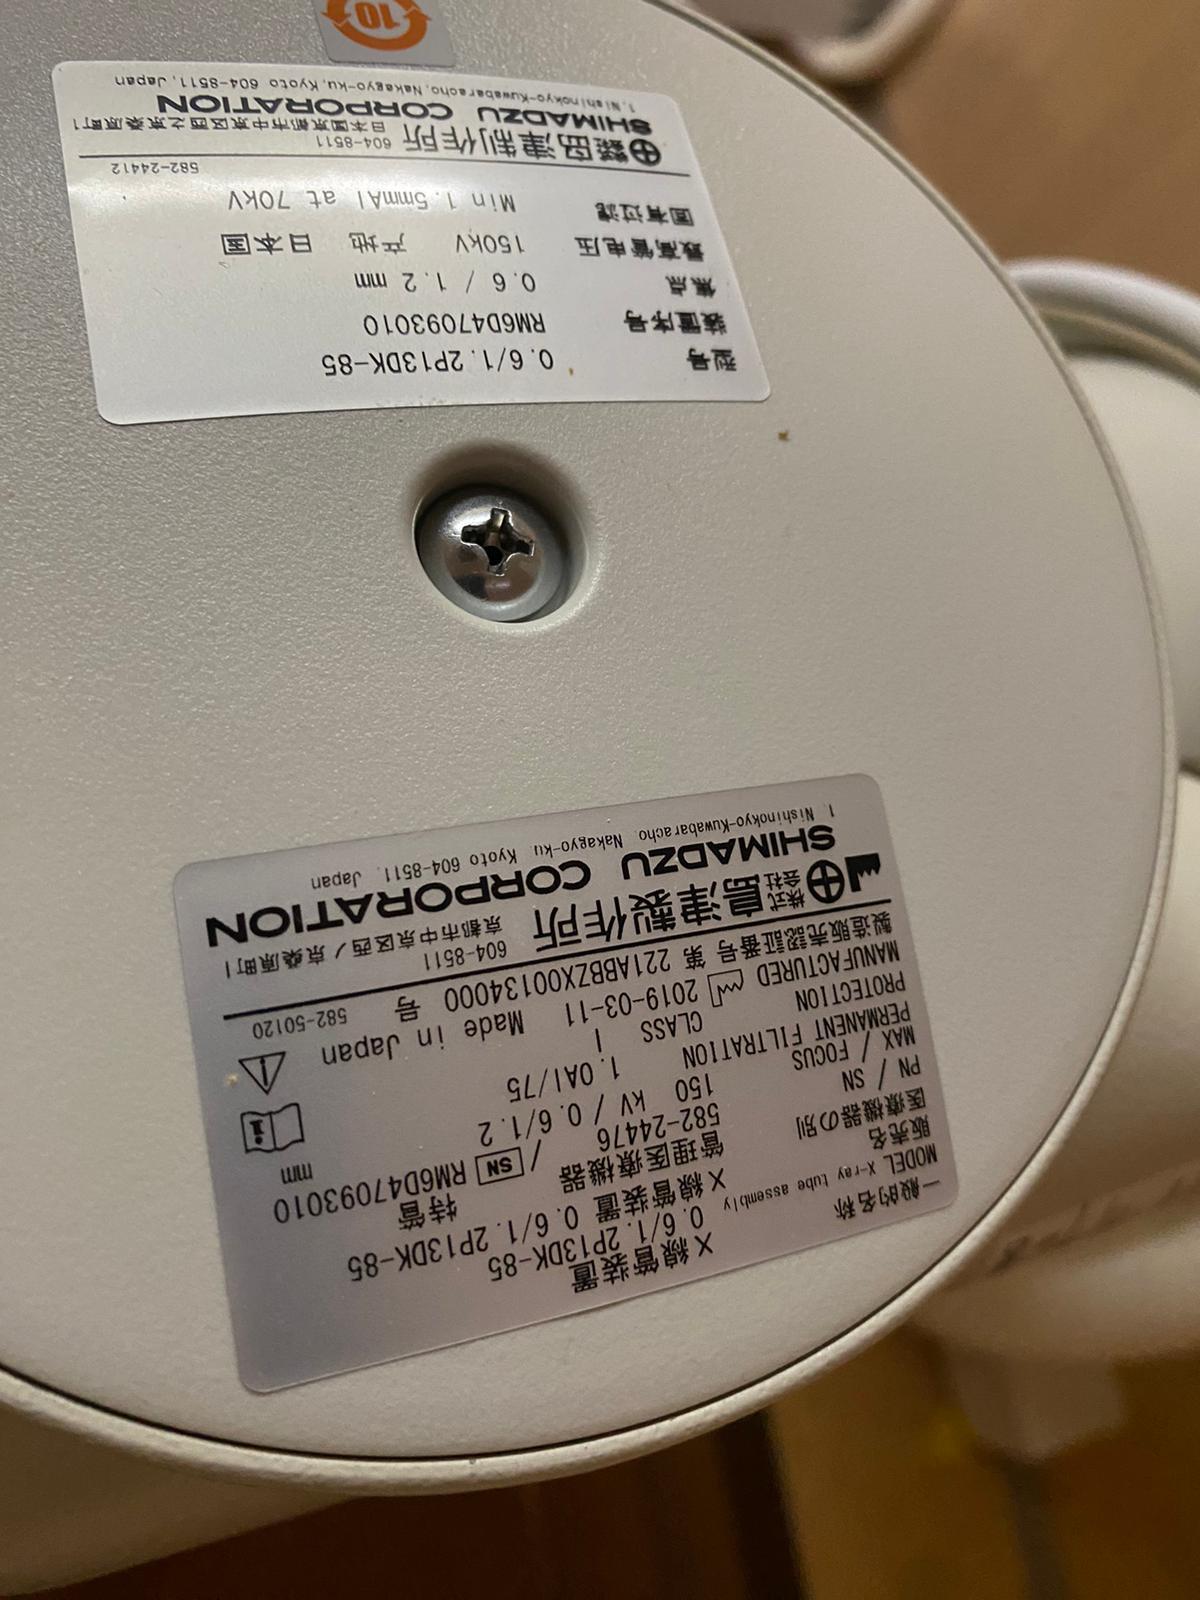 一般的名称 X線管装置
MODEL X-ray tube assembly 0.6/1.2P13DK-85
販売名 X線管装置 0.6/1.2P13DK-85
医療機器の別 管理医療機器 特管
PN / SN 582-24476 / SN RM6D47093010
MAX / FOCUS 150 kV / 0.6/1.2 mm
PERMANENT FILTRATION 1.0Al/75
PROTECTION CLASS I
MANUFACTURED 2019-03-11 Made in Japan
製造販売認証番号 第 221ABBZX00134000 号 582-50120
株式会社 島津製作所 604-8511 京都市中京区西ノ京桑原町1
SHIMADZU CORPORATION
1. Nishinokyo-Kuwabaracho. Nakagyo-ku. Kyoto 604-8511. Japan
型号 0.6/1.2P13DK-85
装置序号 RM6D47093010
焦点 0.6 / 1.2 mm
最高管电压 150kV 产地 日本国
固有过滤 Min 1.5mmAl at 70kV
582-24412
島津制作所 604-8511 日本国京都市中京区西之京桑原町1
SHIMADZU CORPORATION
1.Nishinokyo-Kuwabaracho,Nakagyo-ku,Kyoto 604-8511,Japan
10